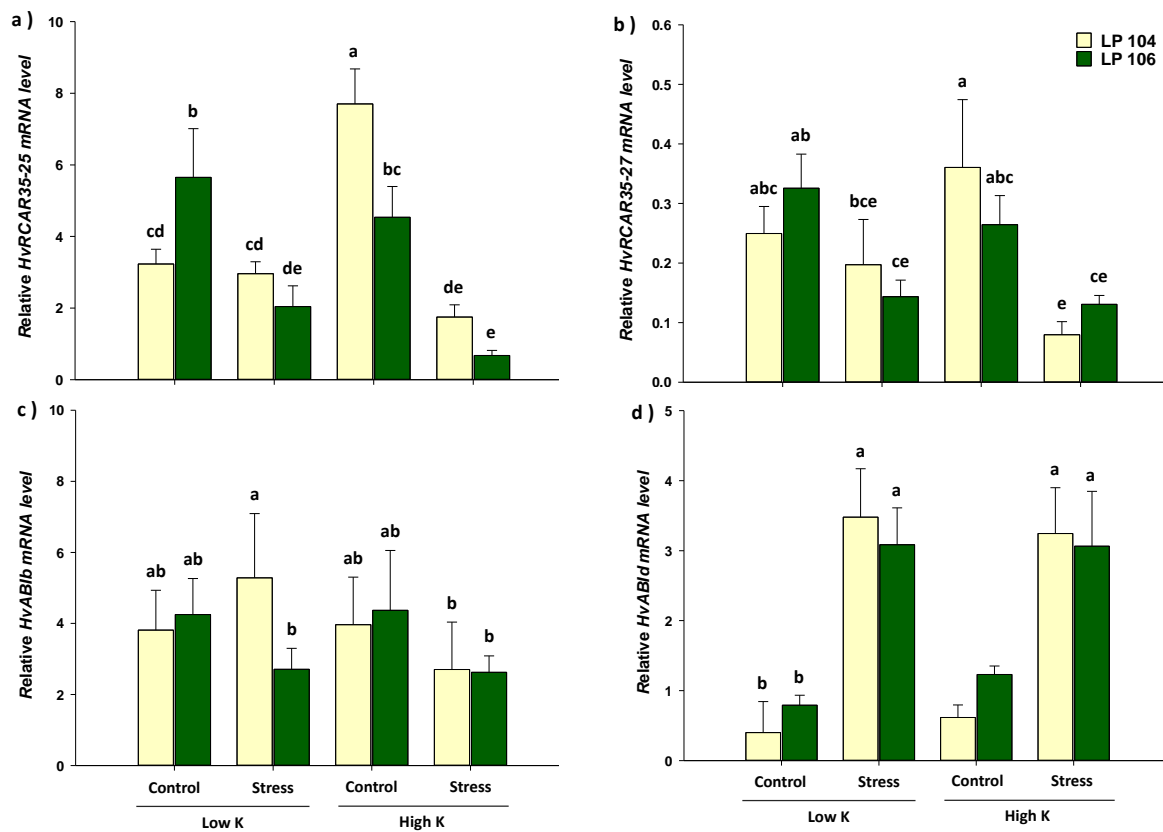 a )
Relative HvRCAR35-25 mRNA level
10
8
6
4
2
0
cd
b
cd
de
a
bc
de
e
b )
LP 104
LP 106
Relative HvRCAR35-27 mRNA level
0.6
0.5
0.4
0.3
0.2
0.1
0.0
abc
ab
bce
ce
a
abc
e
ce
c )
Relative HvABIb mRNA level
10
8
6
4
2
0
ab
ab
a
b
ab
ab
b
b
Control
Stress
Control
Stress
Low K
High K
d )
Relative HvABId mRNA level
5
4
3
2
1
0
b
b
a
a
a
a
Control
Stress
Control
Stress
Low K
High K